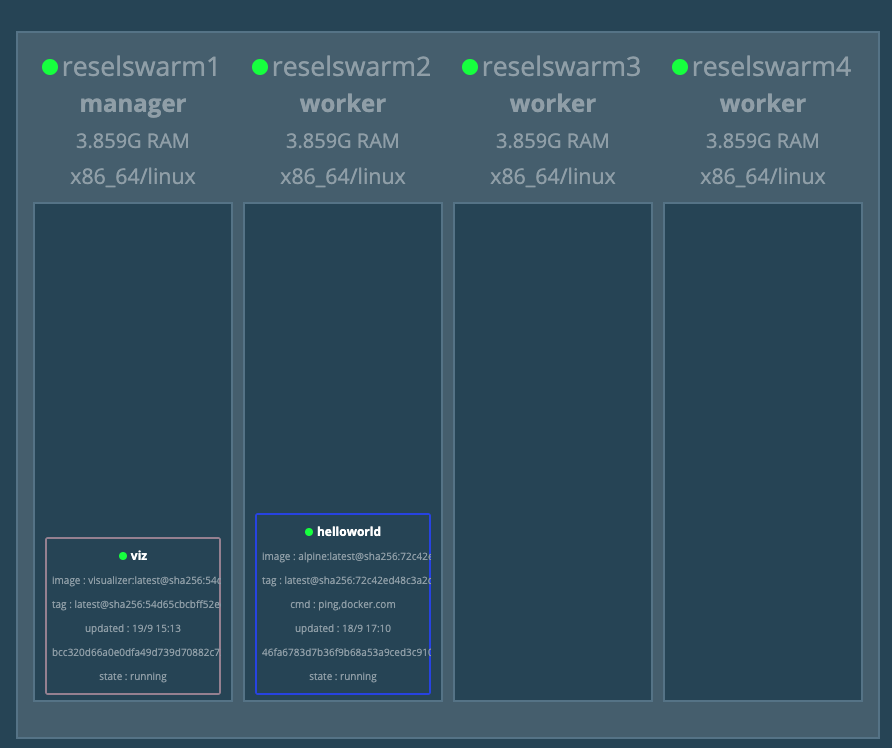 reselswarm1
manager
3.859G RAM
x86_64/linux
reselswarm2
worker
3.859G RAM
x86_64/linux
reselswarm3
worker
3.859G RAM
x86_64/linux
reselswarm4
worker
3.859G RAM
x86_64/linux
viz
image : visualizer:latest@sha256:54
tag : latest@sha256:54d65cbcbff52e
updated : 19/9 15:13
bcc320d66a0e0dfa49d739d70882c7
state : running
helloworld
image : alpine:latest@sha256:72c42e
tag : latest@sha256:72c42ed48c3a2
cmd : ping,docker.com
updated : 18/9 17:10
46fa6783d7b36f9b68a53a9ced3c910
state : running